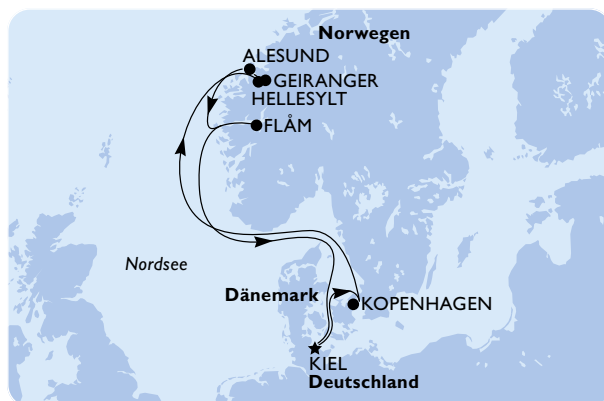 Norwegen
ALESUND
GEIRANGER
HELLESYLT
FLÅM
Nordsee
Dänemark
KOPENHAGEN
KIEL
Deutschland